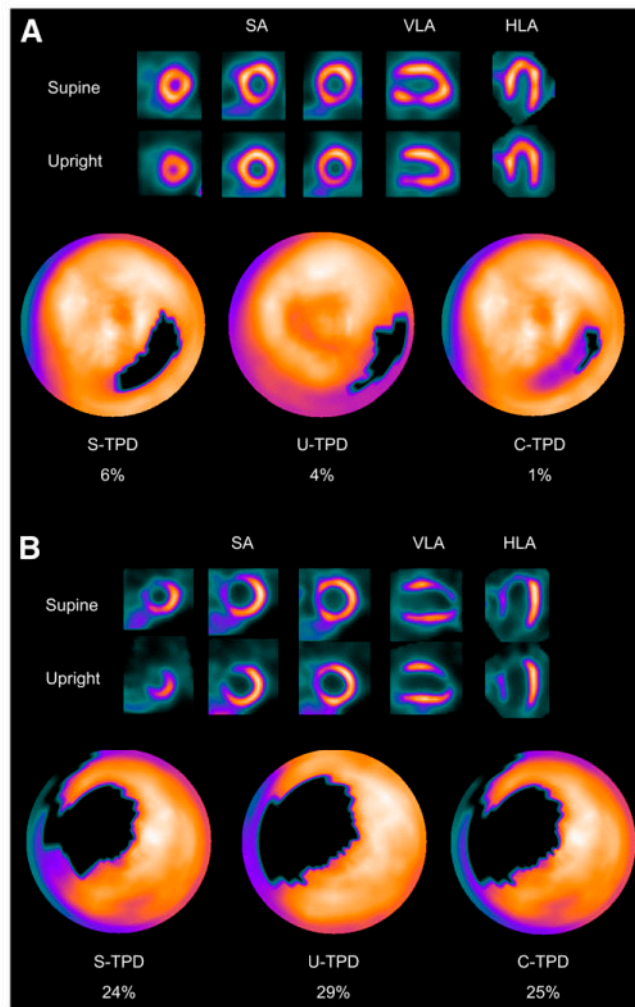 A
SA VLA HLA
Supine
Upright
S-TPD U-TPD C-TPD
6% 4% 1%
B
SA VLA HLA
Supine
Upright
S-TPD U-TPD C-TPD
24% 29% 25%